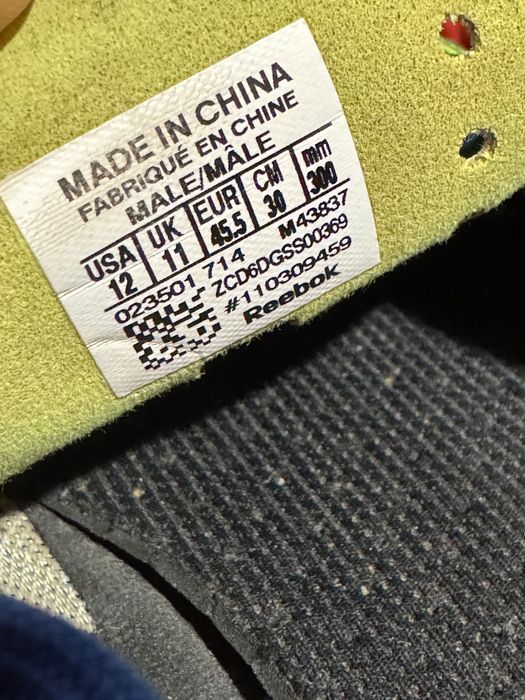 MADE IN CHINA
FABRIQUÉ EN CHINE
MALE/MÂLE
USA UK EUR CM mm
12 11 45.5 30 300
023501 714 M43837
ZCD6DGSS00369
#110309459
Reebok